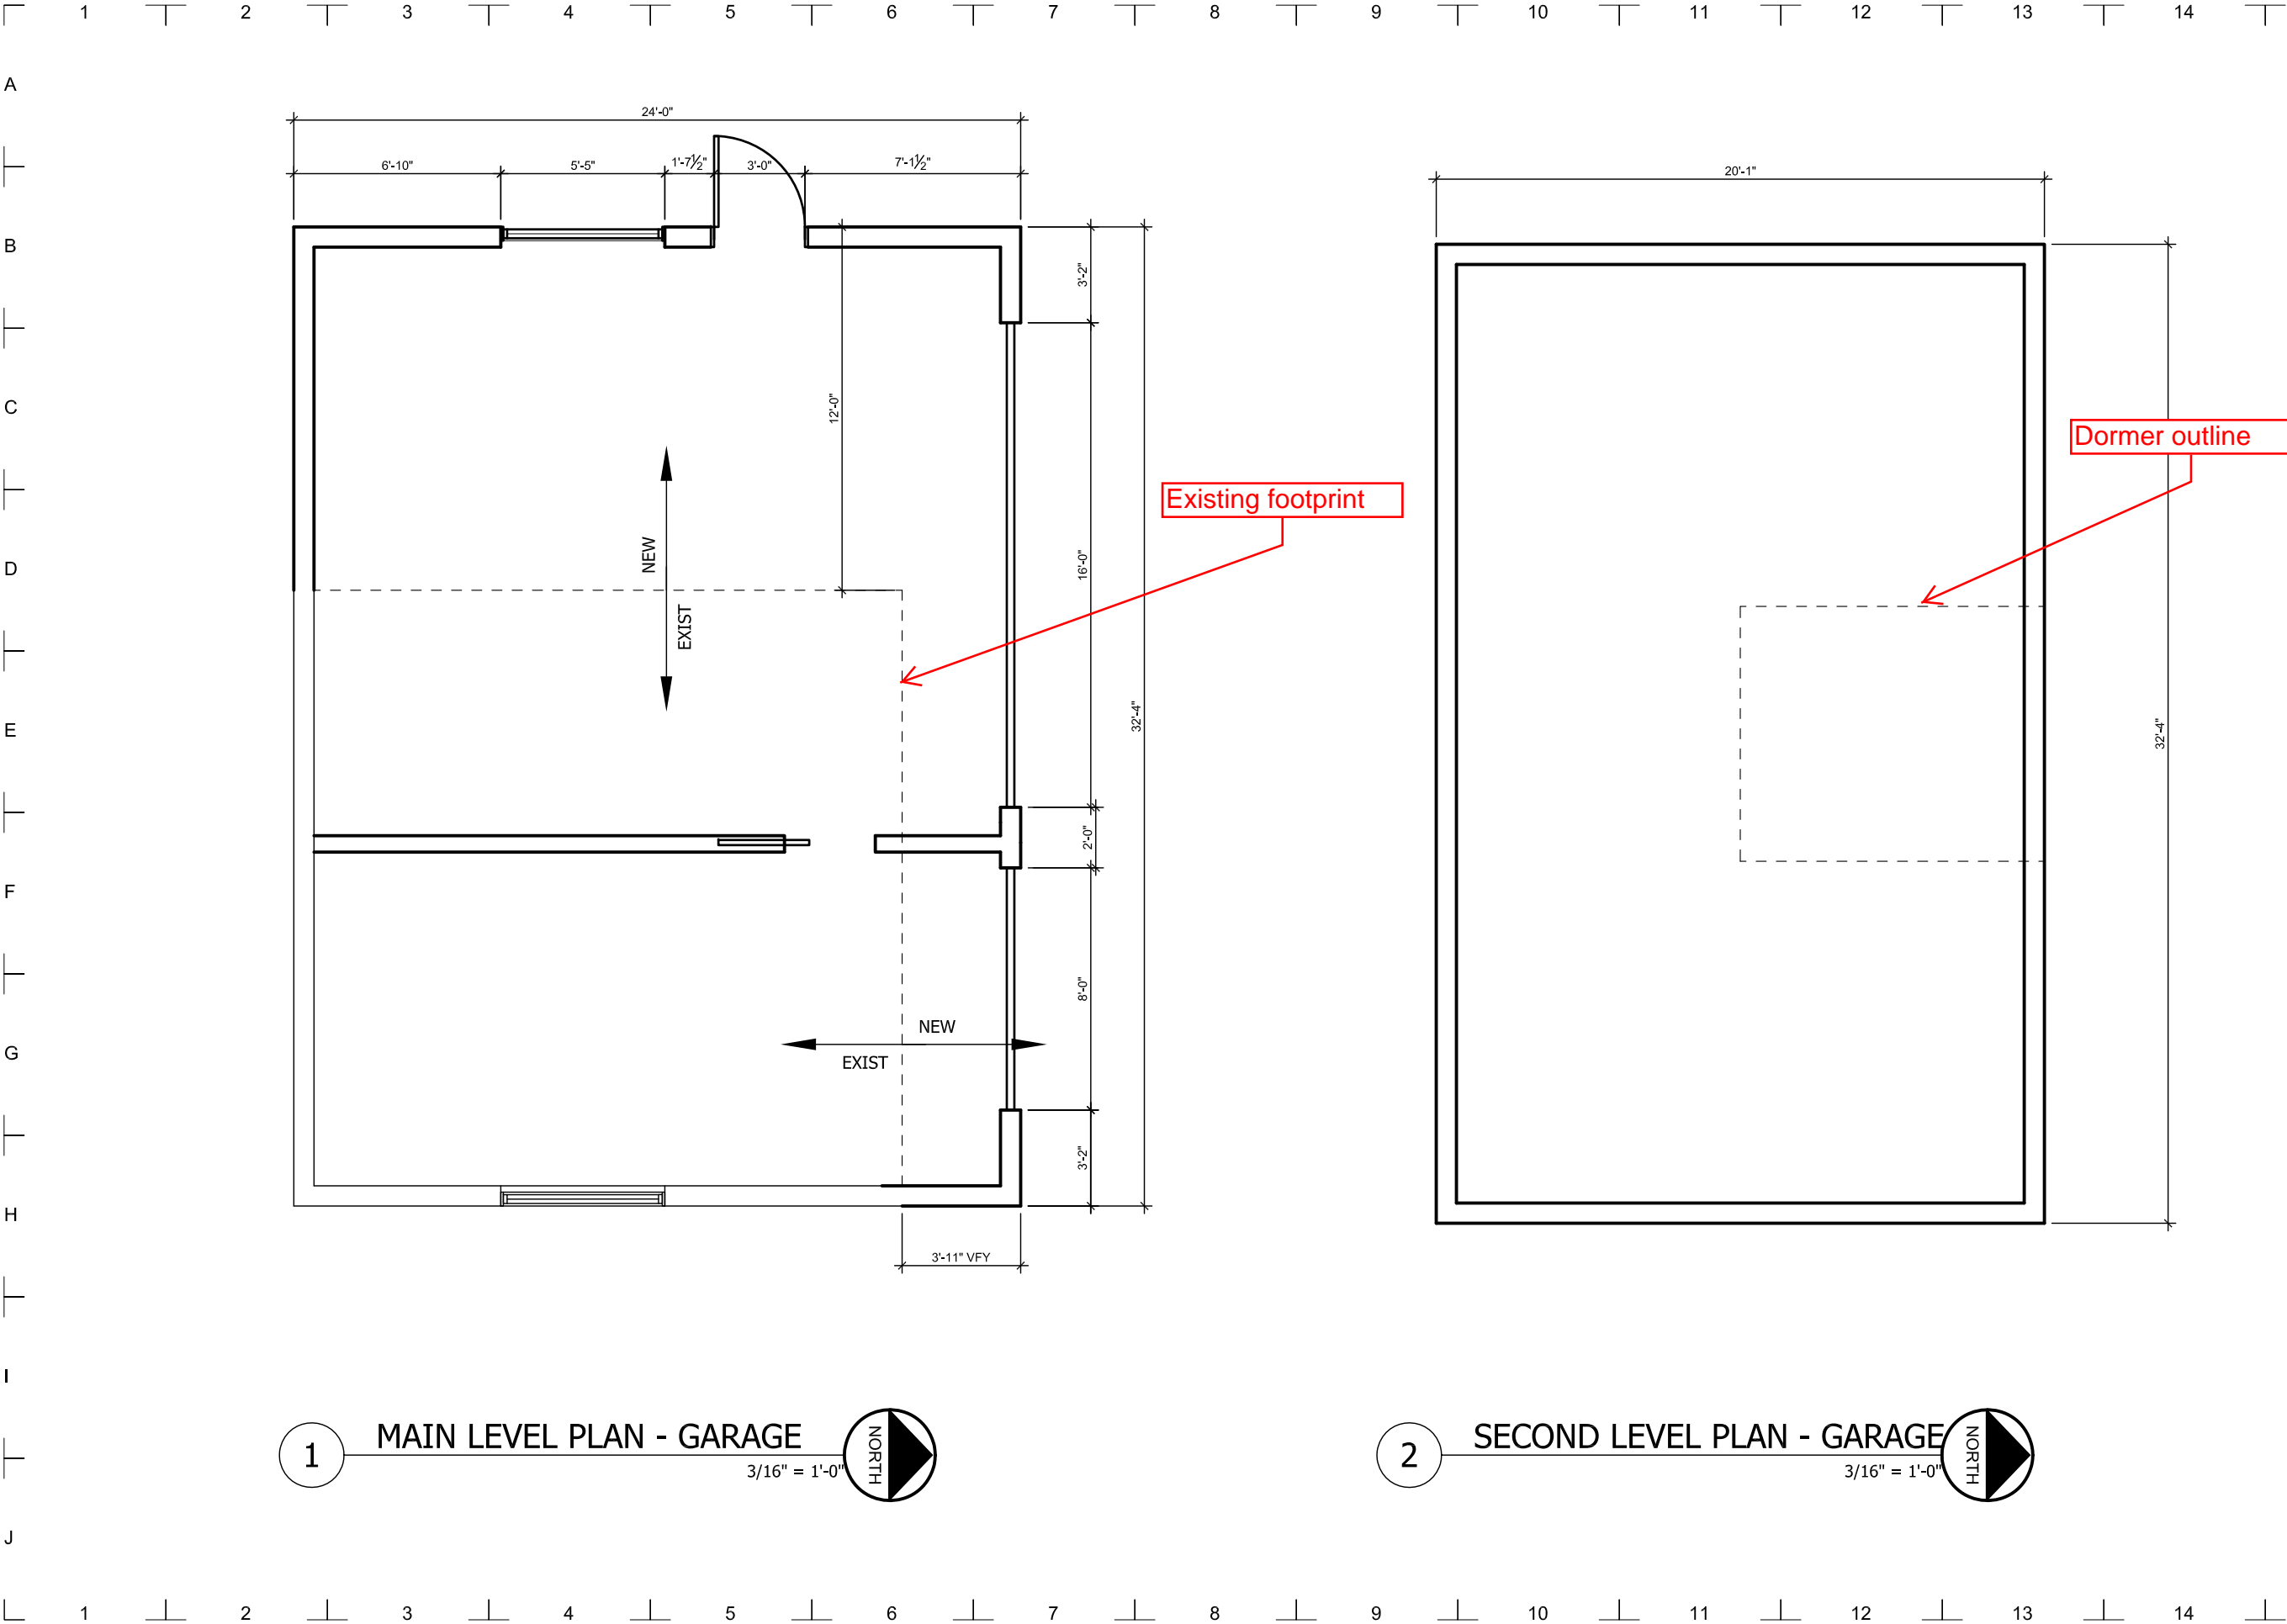 1 2 3 4 5 6 7 8 9 10 11 12 13 14
A
24'-0"
6'-10" 5'-5" 1'-7½" 3'-0" 7'-1½"
20'-1"
B
3'-2"
C
12'-0"
Dormer outline
Existing footprint
NEW
16'-0"
D
EXIST
E
32'-4"
32'-4"
2'-0"
F
8'-0"
NEW
G
EXIST
3'-2"
H
3'-11" VFY
I
1
MAIN LEVEL PLAN - GARAGE
3/16" = 1'-0"
NORTH
2
SECOND LEVEL PLAN - GARAGE
3/16" = 1'-0"
NORTH
J
1 2 3 4 5 6 7 8 9 10 11 12 13 14